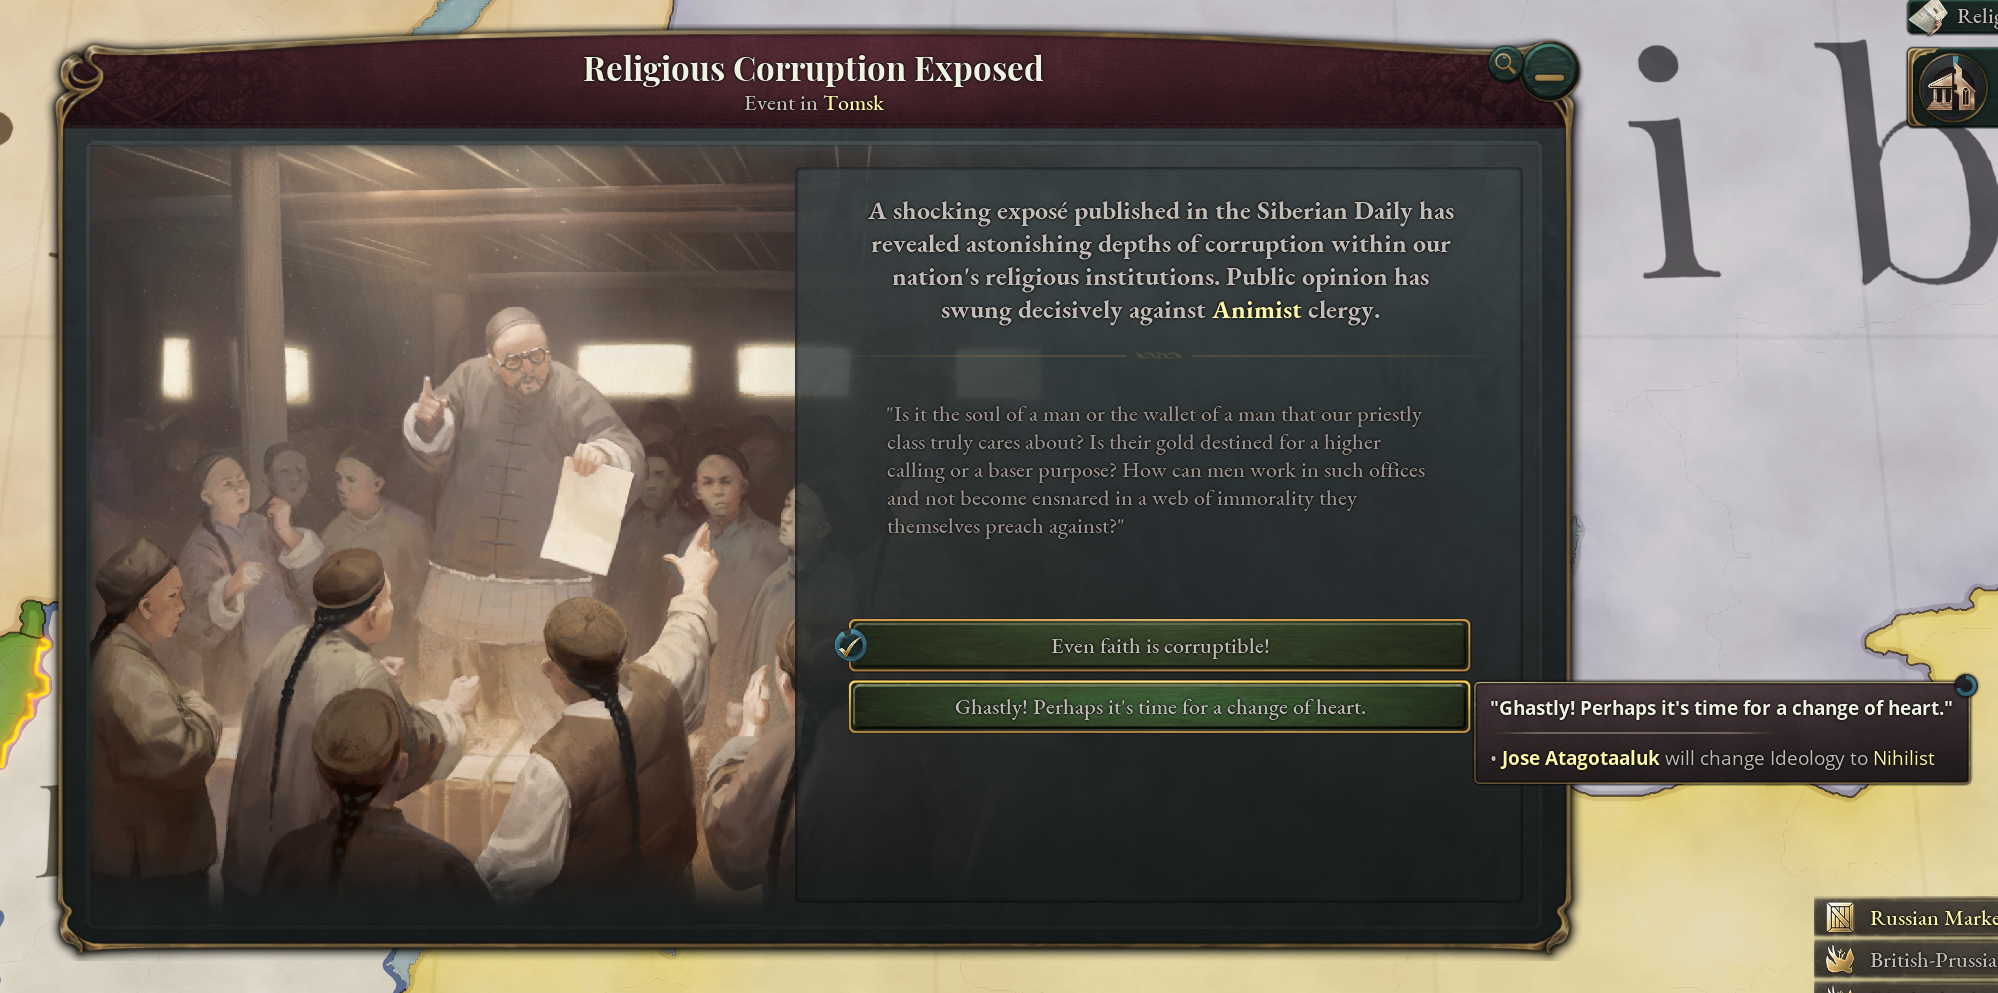 Religious Corruption Exposed
Event in Tomsk
A shocking exposé published in the Siberian Daily has
revealed astonishing depths of corruption within our
nation's religious institutions. Public opinion has
swung decisively against Animist clergy.
"Is it the soul of a man or the wallet of a man that our priestly
class truly cares about? Is their gold destined for a higher
calling or a baser purpose? How can men work in such offices
and not become ensnared in a web of immorality they
themselves preach against?"
Even faith is corruptible!
Ghastly! Perhaps it's time for a change of heart.
"Ghastly! Perhaps it's time for a change of heart."
• Jose Atagotaaluk will change Ideology to Nihilist
Relig
i b
Russian Marke
British-Prussia